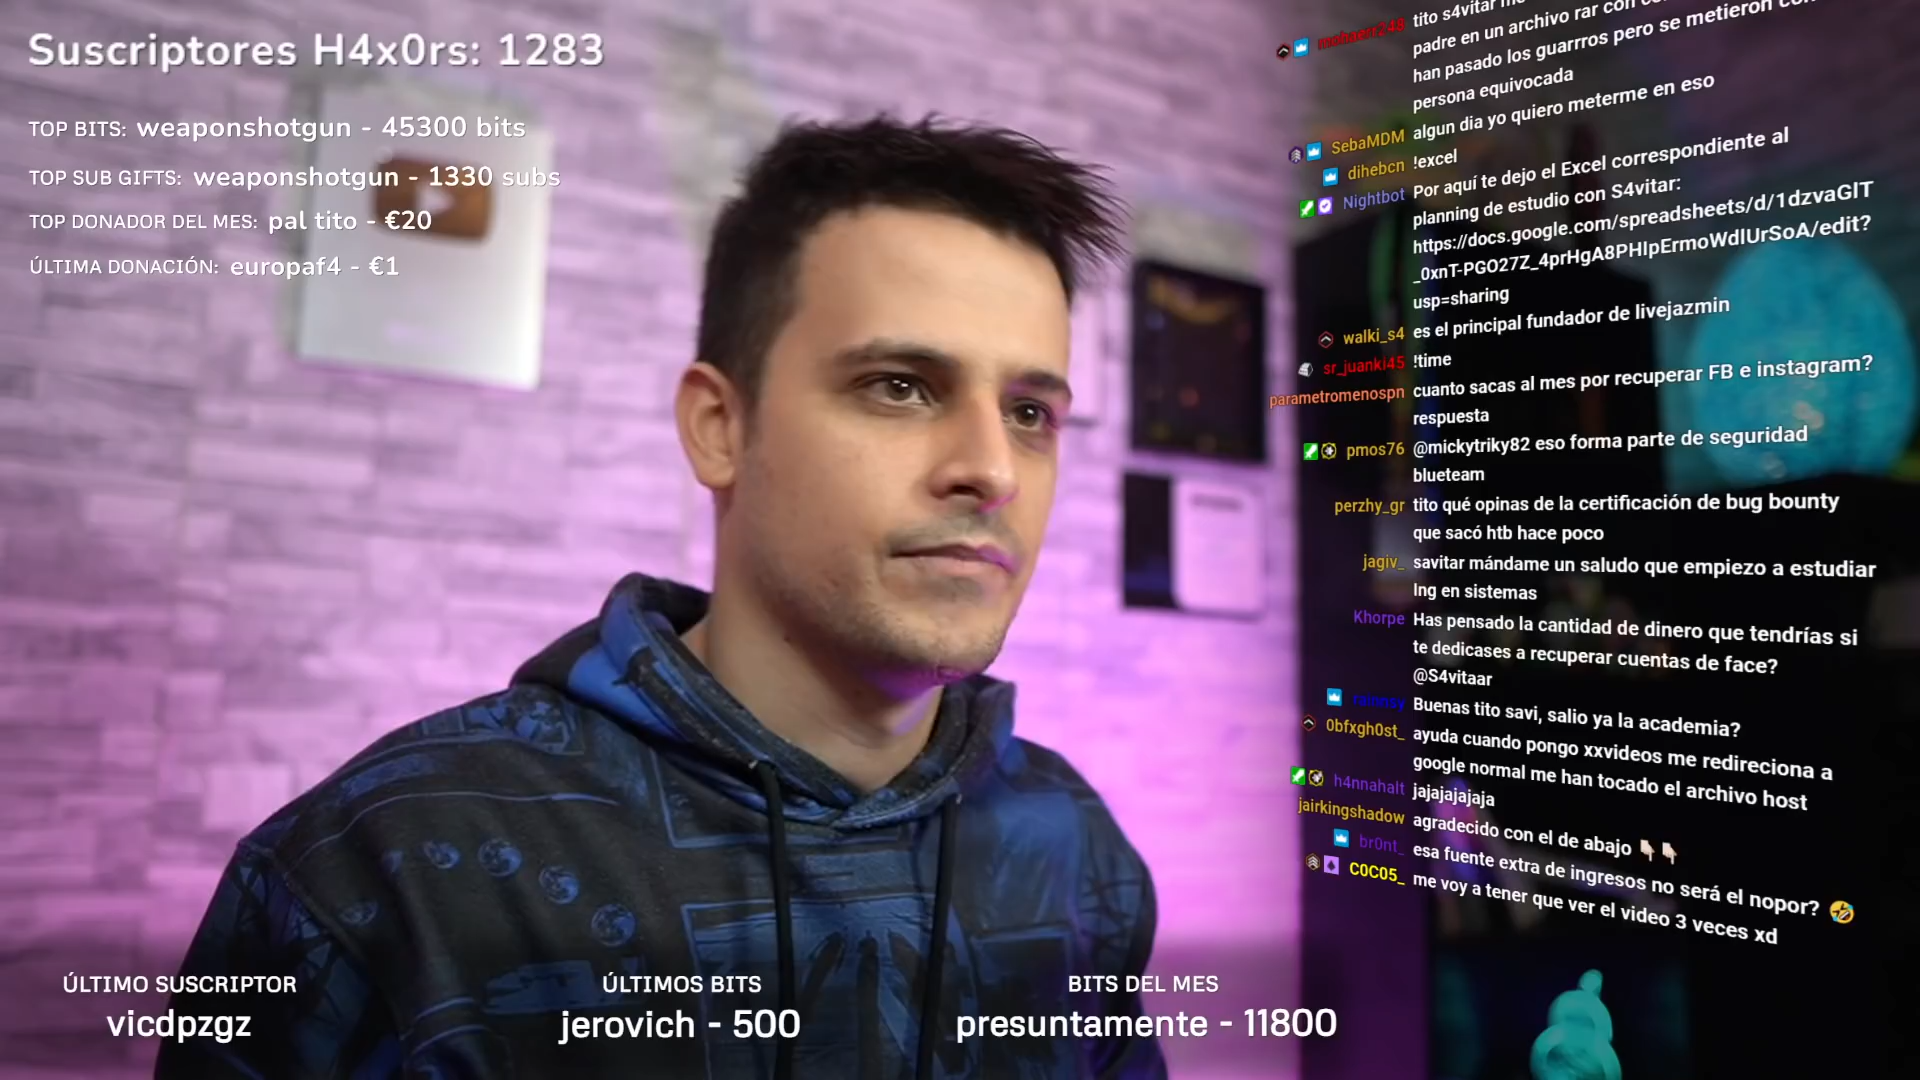 Suscriptores H4x0rs: 1283
TOP BITS: weaponshotgun - 45300 bits
TOP SUB GIFTS: weaponshotgun - 1330 subs
TOP DONADOR DEL MES: pal tito - €20
ÚLTIMA DONACIÓN: europaf4 - €1
tito s4vitar me
padre en un archivo rar con
han pasado los guarrros pero se metieron
persona equivocada
SebaMDM algun dia yo quiero meterme en eso
dihebcn !excel
Nightbot Por aquí te dejo el Excel correspondiente al
planning de estudio con S4vitar:
https://docs.google.com/spreadsheets/d/1dzvaGlT
_0xnT-PGO27Z_4prHgA8PHIpErmoWdlUrSoA/edit?
usp=sharing
walki_s4 es el principal fundador de livejazmin
sr_juanki45 !time
parametromenospn cuanto sacas al mes por recuperar FB e instagram?
respuesta
pmos76 @mickytriky82 eso forma parte de seguridad
blueteam
perzhy_gr tito qué opinas de la certificación de bug bounty
que sacó htb hace poco
jagiv_ savitar mándame un saludo que empiezo a estudiar
Ing en sistemas
Khorpe Has pensado la cantidad de dinero que tendrías si
te dedicases a recuperar cuentas de face?
@S4vitaar
Buenas tito savi, salio ya la academia?
0bfxgh0st_ ayuda cuando pongo xxvideos me redireciona a
google normal me han tocado el archivo host
h4nnahalt jajajajajaja
jairkingshadow agradecido con el de abajo 👇🏻👇🏻
br0nt_ esa fuente extra de ingresos no será el nopor? 🤣
C0C05_ me voy a tener que ver el video 3 veces xd
ÚLTIMO SUSCRIPTOR
vicdpzgz
ÚLTIMOS BITS
jerovich - 500
BITS DEL MES
presuntamente - 11800